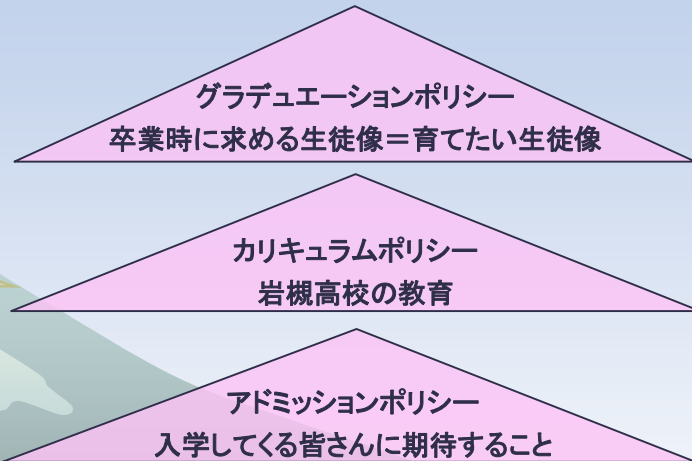 グラデュエーションポリシー
卒業時に求める生徒像＝育てたい生徒像
カリキュラムポリシー
岩槻高校の教育
アドミッションポリシー
入学してくる皆さんに期待すること